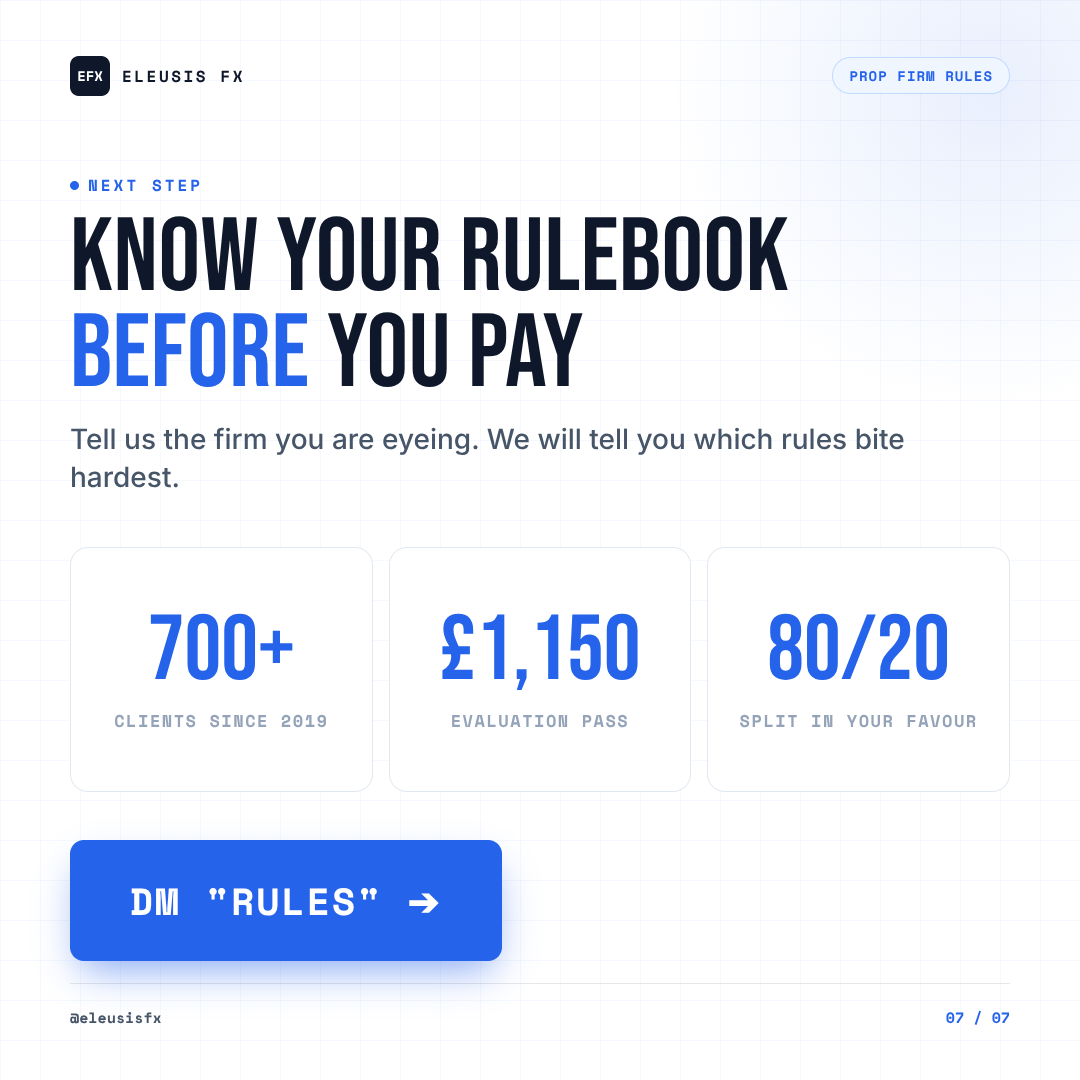 EFX ELEUSIS FX
PROP FIRM RULES
NEXT STEP
KNOW YOUR RULEBOOK
BEFORE YOU PAY
Tell us the firm you are eyeing. We will tell you which rules bite
hardest.
700+
CLIENTS SINCE 2019
£1,150
EVALUATION PASS
80/20
SPLIT IN YOUR FAVOUR
DM "RULES" ➔
@eleusisfx
07 / 07